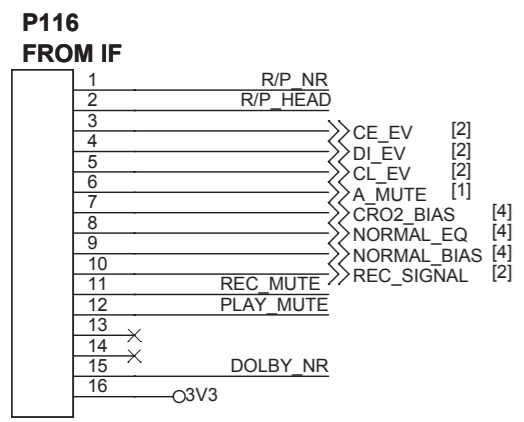 P116
FROM IF
1 R/P_NR
2 R/P_HEAD
3 CE_EV [2]
4 DI_EV [2]
5 CL_EV [2]
6 A_MUTE [1]
7 CRO2_BIAS [4]
8 NORMAL_EQ [4]
9 NORMAL_BIAS [4]
10 REC_SIGNAL [2]
11 REC_MUTE
12 PLAY_MUTE
13
14
15 DOLBY_NR
16 3V3